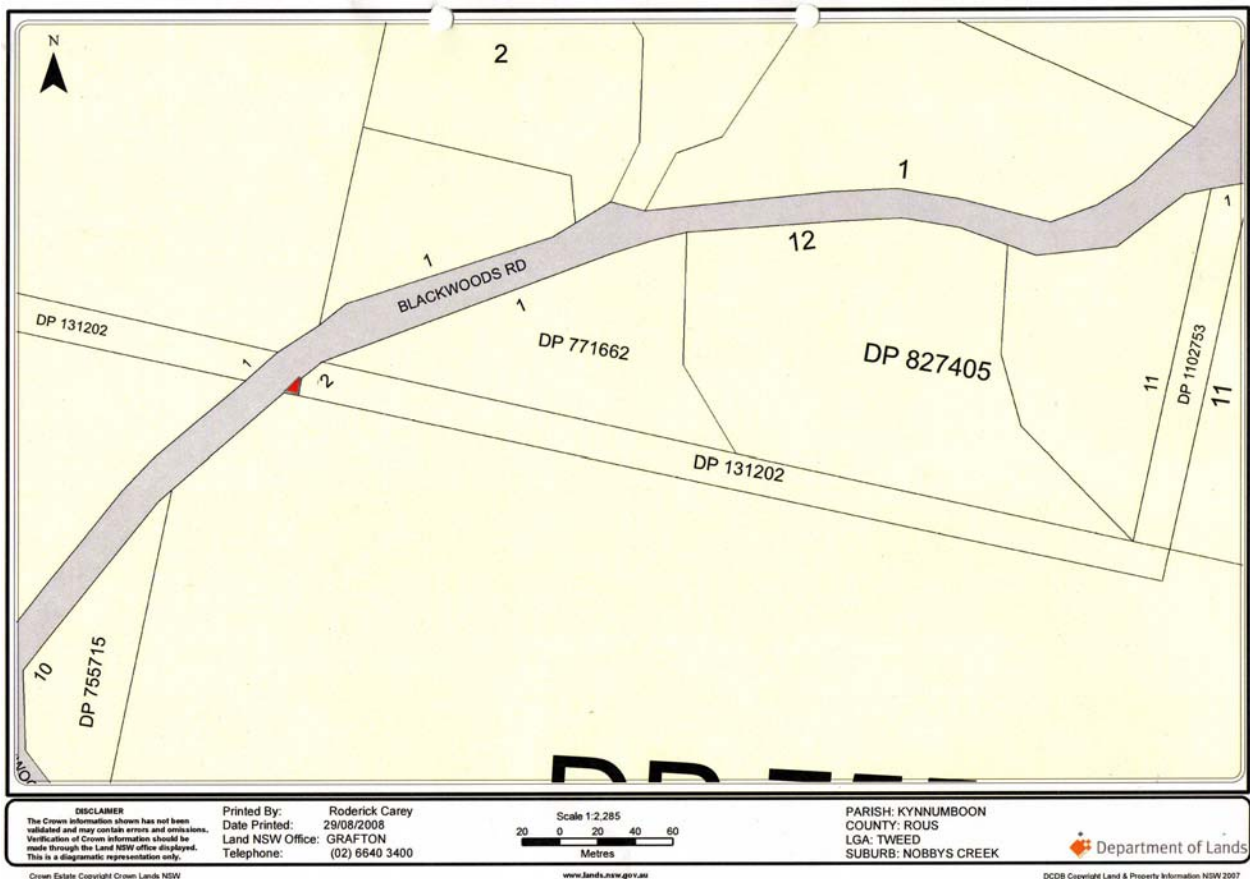 N
2
1
12
1
BLACKWOODS RD
1
1
DP 131202
1
2
DP 771662
DP 827405
11
DP 1102753
11
1
DP 131202
10
DP 755715
DISCLAIMER
The Crown information shown has not been
validated and may contain errors and omissions.
Verification of Crown information should be
made through the Land NSW office displayed.
This is a diagramatic representation only.
Printed By: Roderick Carey
Date Printed: 29/08/2008
Land NSW Office: GRAFTON
Telephone: (02) 6640 3400
Scale 1:2,285
20 0 20 40 60
Metres
PARISH: KYNNUMBOON
COUNTY: ROUS
LGA: TWEED
SUBURB: NOBBYS CREEK
Department of Lands
Crown Estate Copyright Crown Lands NSW
www.lands.nsw.gov.au
DCDB Copyright Land & Property Information NSW 2007